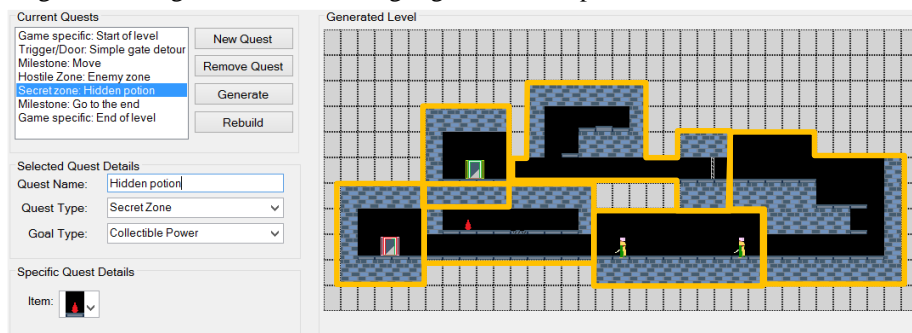 Current Quests
Game specific: Start of level
Trigger/Door: Simple gate detour
Milestone: Move
Hostile Zone: Enemy zone
Secret zone: Hidden potion
Milestone: Go to the end
Game specific: End of level
New Quest
Remove Quest
Generate
Rebuild
Selected Quest Details
Quest Name: Hidden potion
Quest Type: Secret Zone
Goal Type: Collectible Power
Specific Quest Details
Item:
Generated Level